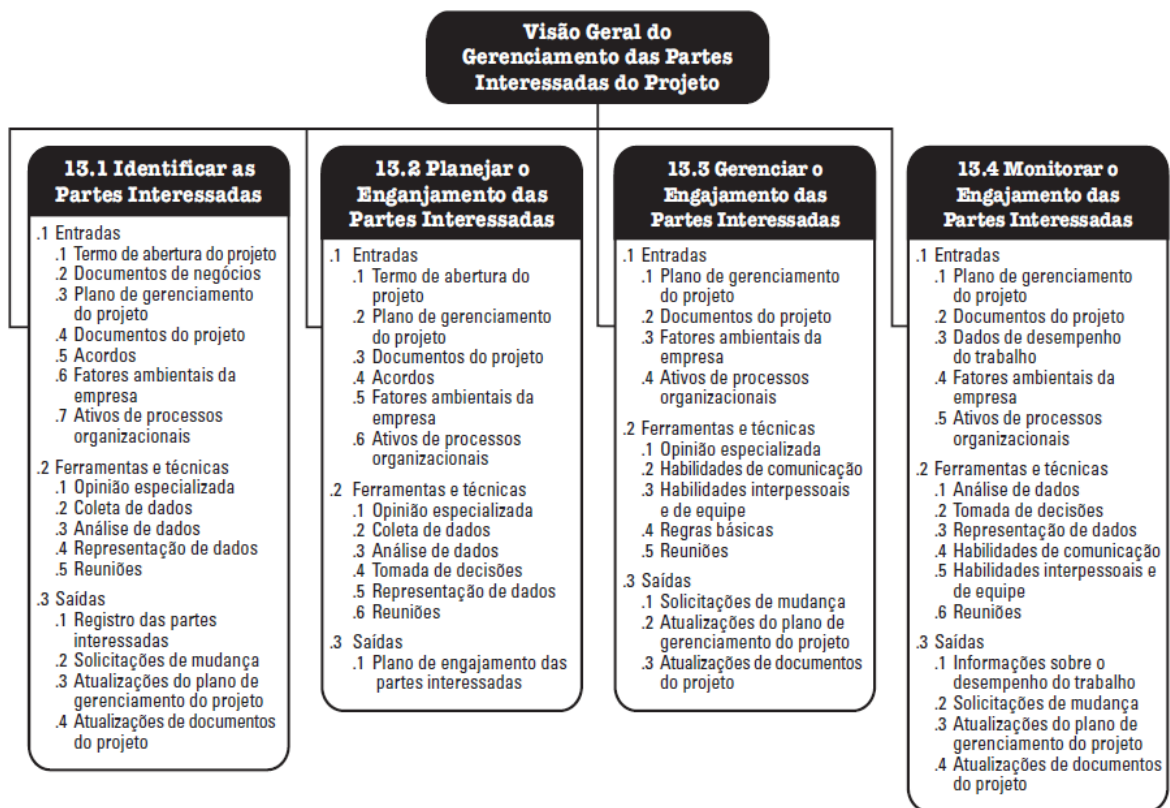 Visão Geral do
Gerenciamento das Partes
Interessadas do Projeto
13.1 Identificar as
Partes Interessadas
.1 Entradas
.1 Termo de abertura do projeto
.2 Documentos de negócios
.3 Plano de gerenciamento
do projeto
.4 Documentos do projeto
.5 Acordos
.6 Fatores ambientais da
empresa
.7 Ativos de processos
organizacionais
.2 Ferramentas e técnicas
.1 Opinião especializada
.2 Coleta de dados
.3 Análise de dados
.4 Representação de dados
.5 Reuniões
.3 Saídas
.1 Registro das partes
interessadas
.2 Solicitações de mudança
.3 Atualizações do plano de
gerenciamento do projeto
.4 Atualizações de documentos
do projeto
13.2 Planejar o
Enganjamento das
Partes Interessadas
.1 Entradas
.1 Termo de abertura do
projeto
.2 Plano de gerenciamento
do projeto
.3 Documentos do projeto
.4 Acordos
.5 Fatores ambientais da
empresa
.6 Ativos de processos
organizacionais
.2 Ferramentas e técnicas
.1 Opinião especializada
.2 Coleta de dados
.3 Análise de dados
.4 Tomada de decisões
.5 Representação de dados
.6 Reuniões
.3 Saídas
.1 Plano de engajamento das
partes interessadas
13.3 Gerenciar o
Engajamento das
Partes Interessadas
.1 Entradas
.1 Plano de gerenciamento
do projeto
.2 Documentos do projeto
.3 Fatores ambientais da
empresa
.4 Ativos de processos
organizacionais
.2 Ferramentas e técnicas
.1 Opinião especializada
.2 Habilidades de comunicação
.3 Habilidades interpessoais
e de equipe
.4 Regras básicas
.5 Reuniões
.3 Saídas
.1 Solicitações de mudança
.2 Atualizações do plano de
gerenciamento do projeto
.3 Atualizações de documentos
do projeto
13.4 Monitorar o
Engajamento das
Partes Interessadas
.1 Entradas
.1 Plano de gerenciamento
do projeto
.2 Documentos do projeto
.3 Dados de desempenho
do trabalho
.4 Fatores ambientais da
empresa
.5 Ativos de processos
organizacionais
.2 Ferramentas e técnicas
.1 Análise de dados
.2 Tomada de decisões
.3 Representação de dados
.4 Habilidades de comunicação
.5 Habilidades interpessoais e
de equipe
.6 Reuniões
.3 Saídas
.1 Informações sobre o
desempenho do trabalho
.2 Solicitações de mudança
.3 Atualizações do plano de
gerenciamento do projeto
.4 Atualizações de documentos
do projeto